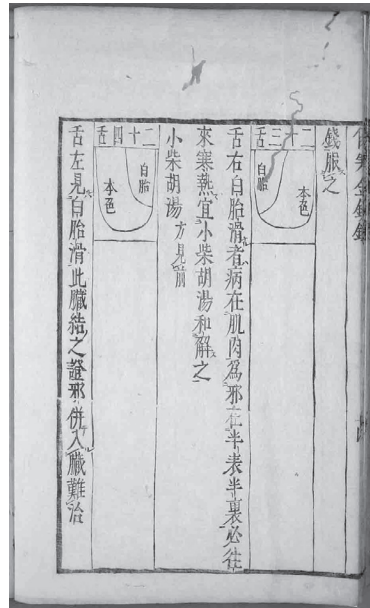 傷寒金鏡錄
錢服之
二十三舌
本色
白胎
舌右白胎滑者病在肌肉為邪在半表半裏必往
來寒熱宜小柴胡湯和解之
小柴胡湯方見前
二十四舌
白胎
本色
舌左見白胎滑此臟結之證邪併入臟難治